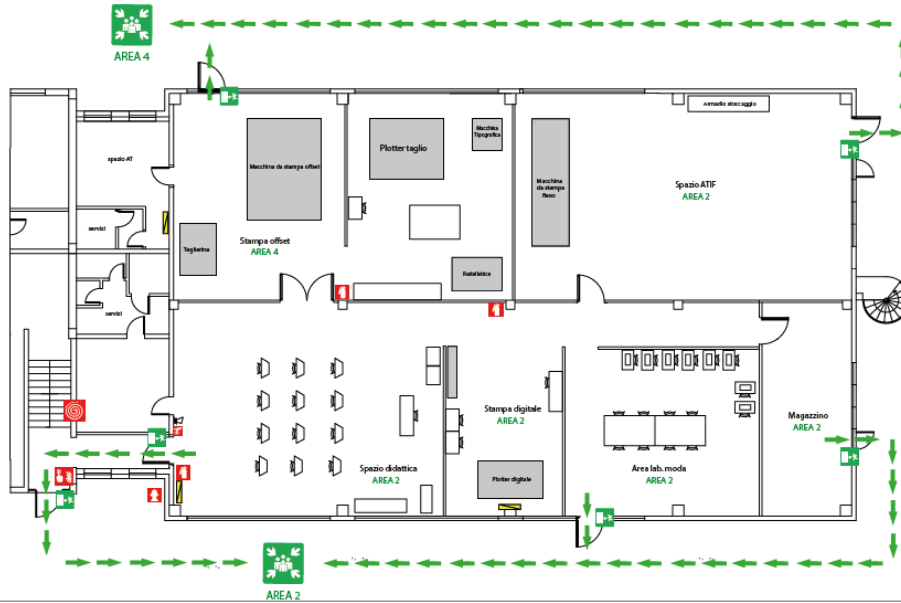 AREA 4
Armadio stoccaggio
spazio AT
Macchina da stampa offset
Plotter taglio
Macchina
Tipografica
Macchina
da stampa
flexo
Spazio ATIF
AREA 2
servizi
Taglierina
Stampa offset
AREA 4
servizi
Stampa digitale
AREA 2
Magazzino
AREA 2
Spazio didattica
AREA 2
Plotter digitale
Area lab. moda
AREA 2
AREA 2